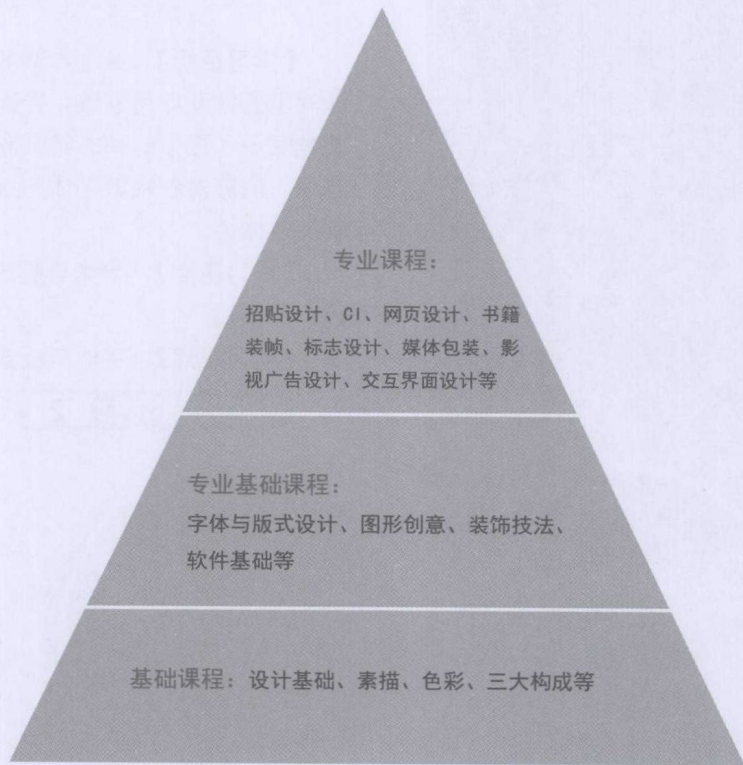 专业课程：
招贴设计、CI、网页设计、书籍
装帧、标志设计、媒体包装、影
视广告设计、交互界面设计等
专业基础课程：
字体与版式设计、图形创意、装饰技法、
软件基础等
基础课程：设计基础、素描、色彩、三大构成等